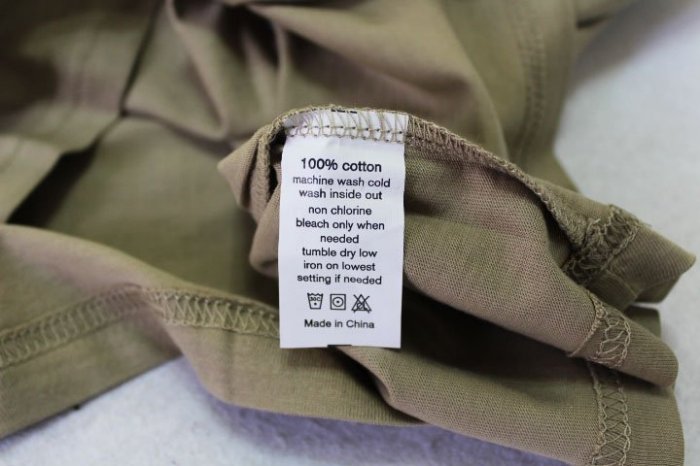 100% cotton
machine wash cold
wash inside out
non chlorine
bleach only when
needed
tumble dry low
iron on lowest
setting if needed
30C
Made in China